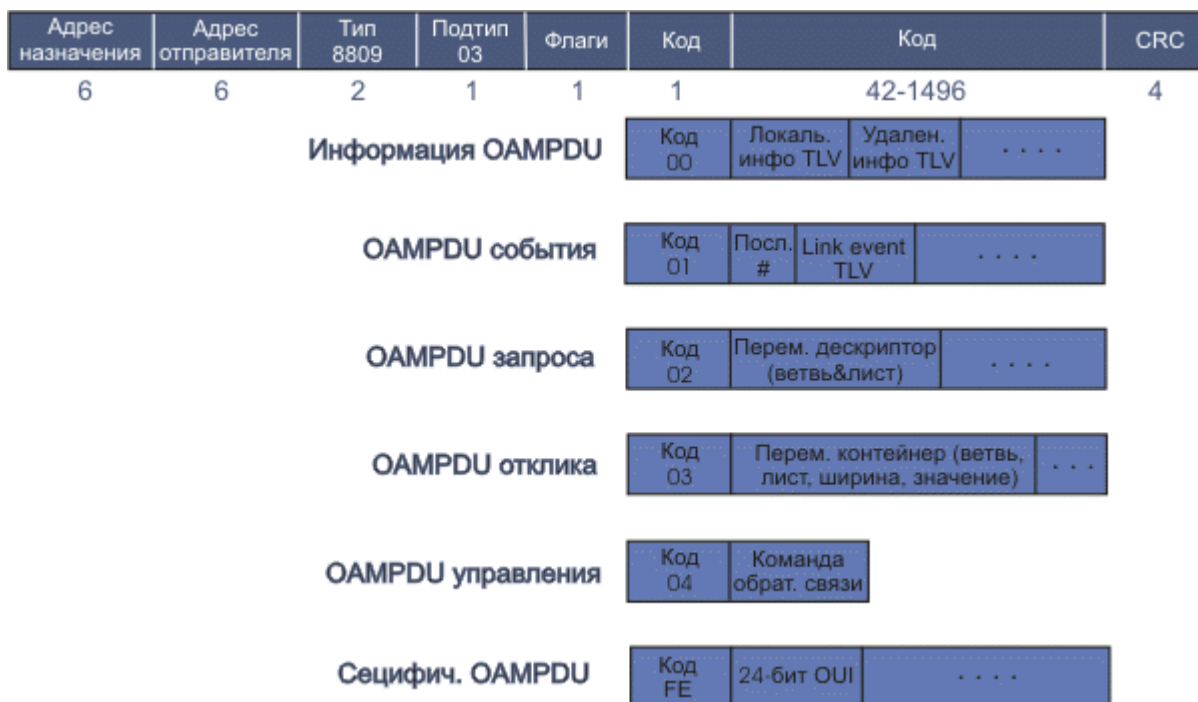 Адрес назначения
Адрес отправителя
Тип 8809
Подтип 03
Флаги
Код
Код
CRC
6 6 2 1 1 1 42-1496 4
Информация OAMPDU
Код 00
Локаль. инфо TLV
Удален. инфо TLV
. . . .
OAMPDU события
Код 01
Посл. #
Link event TLV
. . . .
OAMPDU запроса
Код 02
Перем. дескриптор (ветвь&лист)
. . . .
OAMPDU отклика
Код 03
Перем. контейнер (ветвь, лист, ширина, значение)
. . .
OAMPDU управления
Код 04
Команда обрат. связи
Сецифич. OAMPDU
Код FE
24-бит OUI
. . . .